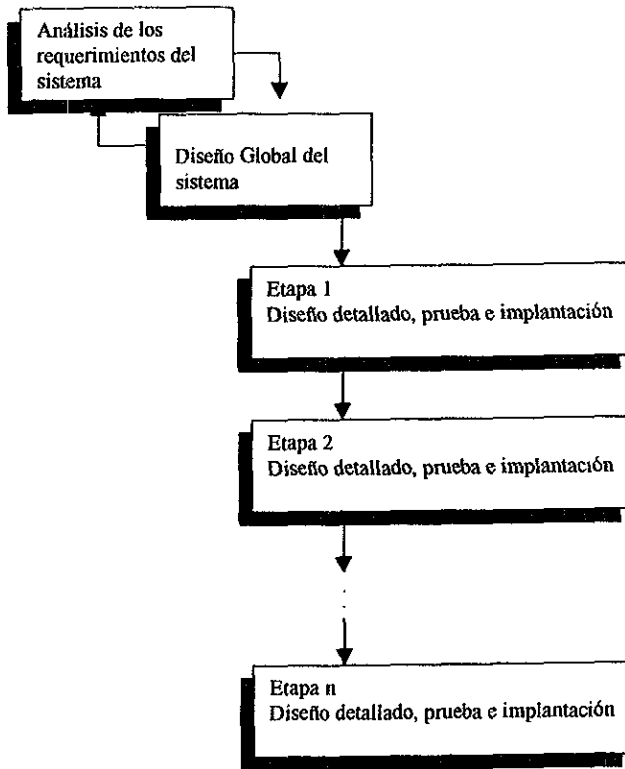 Análisis de los
requerimientos del
sistema
Diseño Global del
sistema
Etapa 1
Diseño detallado, prueba e implantación
Etapa 2
Diseño detallado, prueba e implantación
Etapa n
Diseño detallado, prueba e implantación